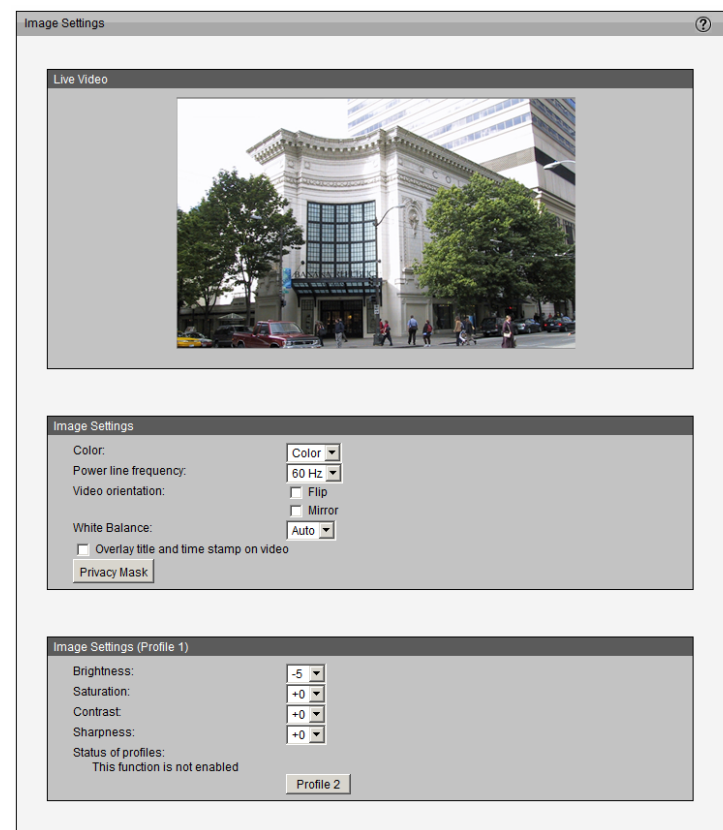 Image Settings
Live Video
Image Settings
Color: Color
Power line frequency: 60 Hz
Video orientation: Flip
Mirror
White Balance: Auto
Overlay title and time stamp on video
Privacy Mask
Image Settings (Profile 1)
Brightness: -5
Saturation: +0
Contrast: +0
Sharpness: +0
Status of profiles:
This function is not enabled
Profile 2